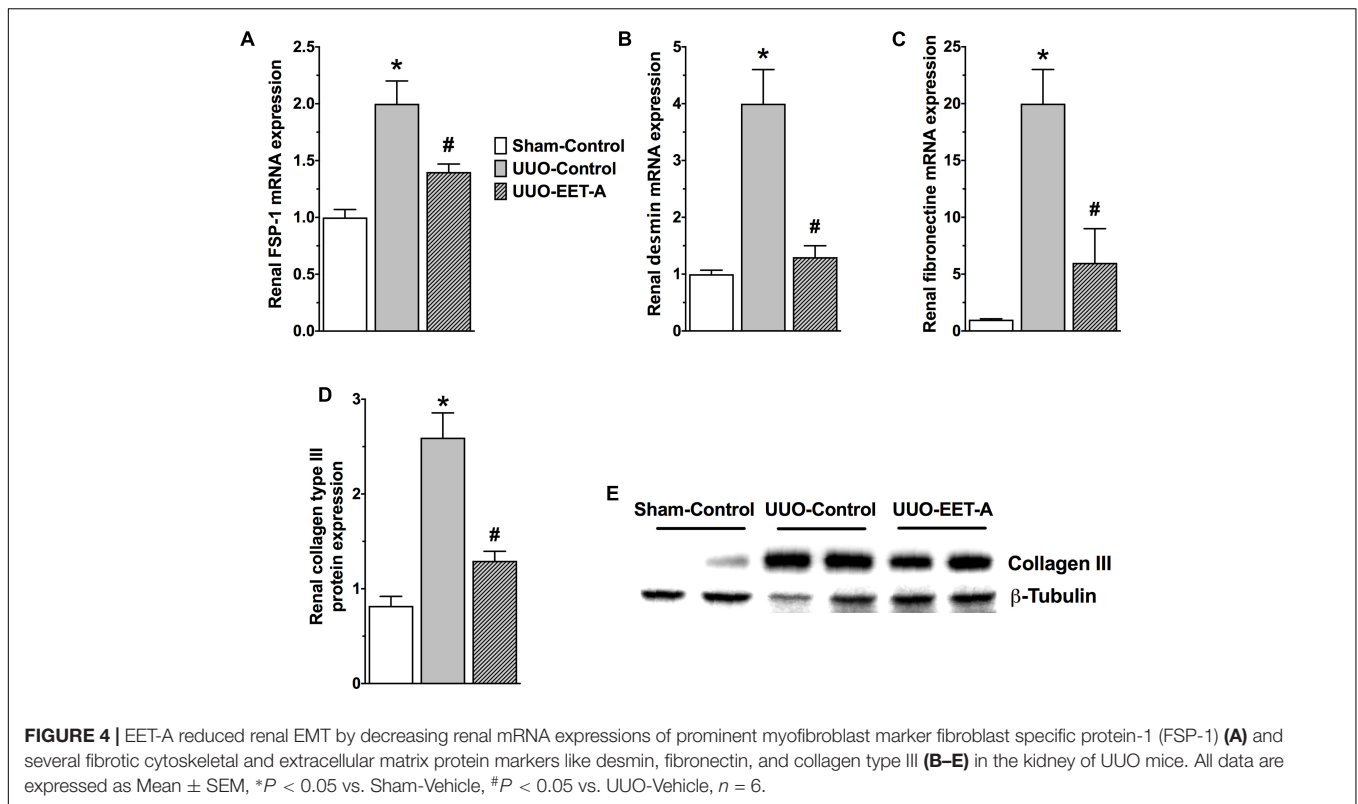 A
Renal FSP-1 mRNA expression
2.5
2.0
1.5
1.0
0.5
0.0
*
#
Sham-Control
UUO-Control
UUO-EET-A
B
Renal desmin mRNA expression
5
4
3
2
1
0
*
#
C
Renal fibronectine mRNA expression
25
20
15
10
5
0
*
#
D
Renal collagen type III
protein expression
3
2
1
0
*
#
E
Sham-Control UUO-Control UUO-EET-A
Collagen III
β-Tubulin
FIGURE 4 | EET-A reduced renal EMT by decreasing renal mRNA expressions of prominent myofibroblast marker fibroblast specific protein-1 (FSP-1) (A) and
several fibrotic cytoskeletal and extracellular matrix protein markers like desmin, fibronectin, and collagen type III (B–E) in the kidney of UUO mice. All data are
expressed as Mean ± SEM, *P < 0.05 vs. Sham-Vehicle, #P < 0.05 vs. UUO-Vehicle, n = 6.